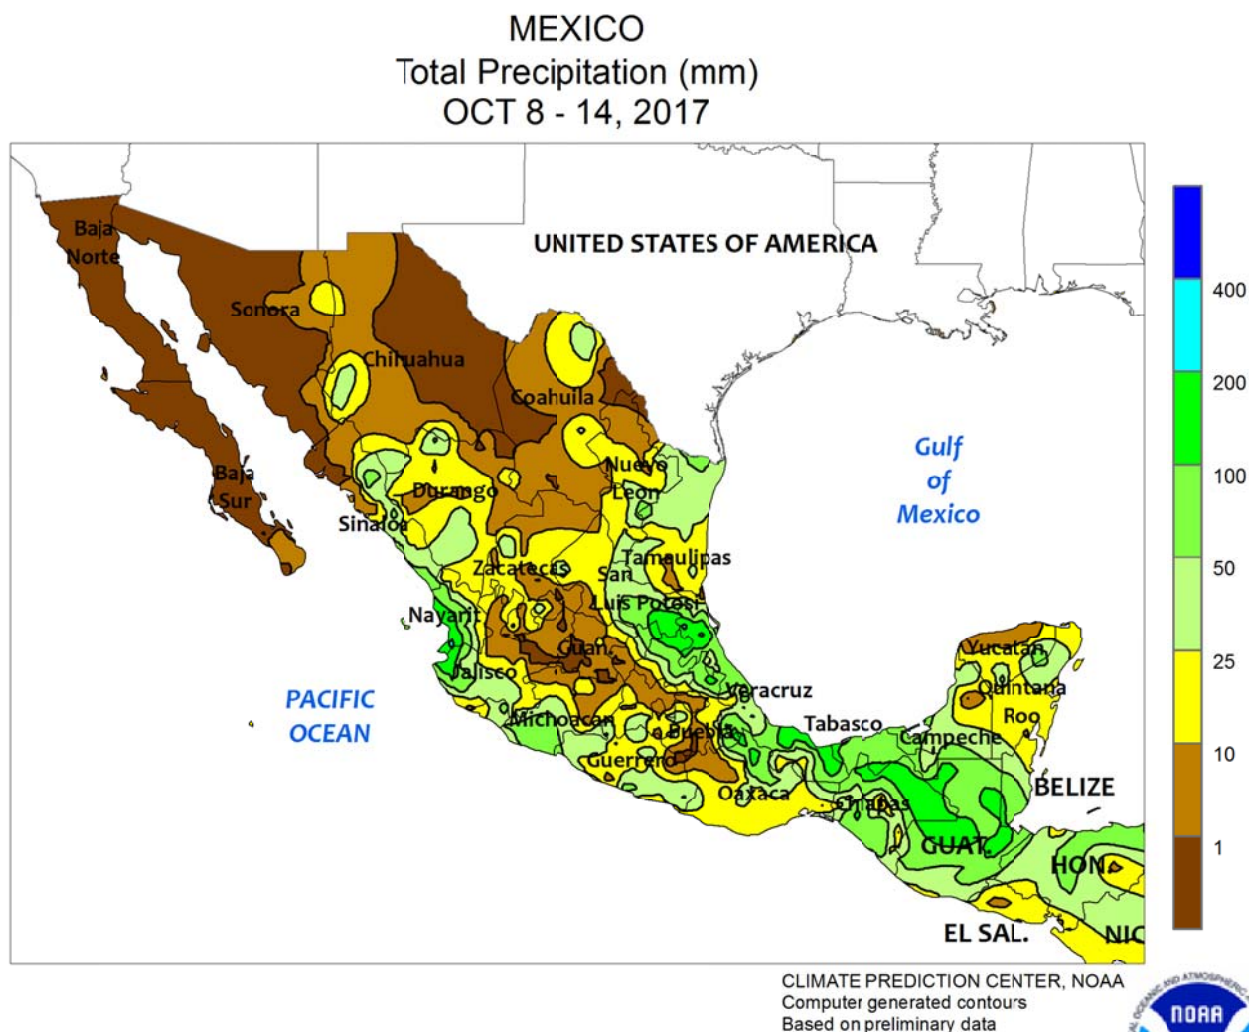 MEXICO
Total Precipitation (mm)
OCT 8 - 14, 2017
Baja
Norte
UNITED STATES OF AMERICA
Sonora
Chihuahua
Coahuila
Gulf
of
Mexico
Nuevo
Leon
Baja
Sur
Durango
Sinaloa
Zacatecas
San
Tamaulipas
Luis Potosi
Nayarit
Guan.
Jalisco
Yucatan
Quintana
Roo
Veracruz
PACIFIC
OCEAN
Michoacan
Tabasco
Campeche
Puebla
Guerrero
Oaxaca
BELIZE
Chiapas
GUAT.
HON.
EL SAL.
NIC
400
200
100
50
25
10
1
CLIMATE PREDICTION CENTER, NOAA
Computer generated contours
Based on preliminary data
OCEANIC AND ATMOSPHERIC
NOAA